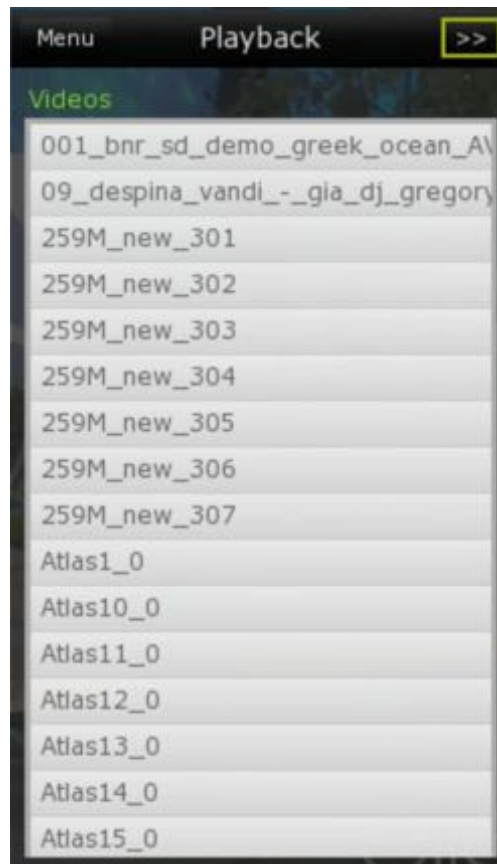 Menu Playback >>
Videos
001_bnr_sd_demo_greek_ocean_A
09_despina_vandi_-_gia_dj_gregory
259M_new_301
259M_new_302
259M_new_303
259M_new_304
259M_new_305
259M_new_306
259M_new_307
Atlas1_0
Atlas10_0
Atlas11_0
Atlas12_0
Atlas13_0
Atlas14_0
Atlas15_0